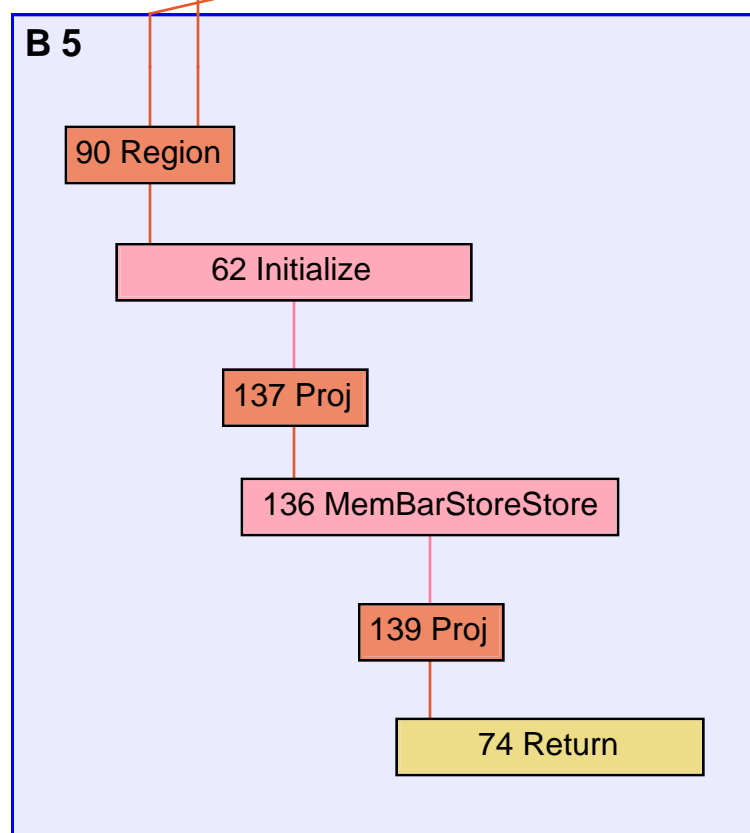 B 5
90 Region
62 Initialize
137 Proj
136 MemBarStoreStore
139 Proj
74 Return